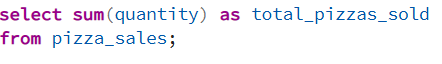 select sum(quantity) as total_pizzas_sold
from pizza_sales;